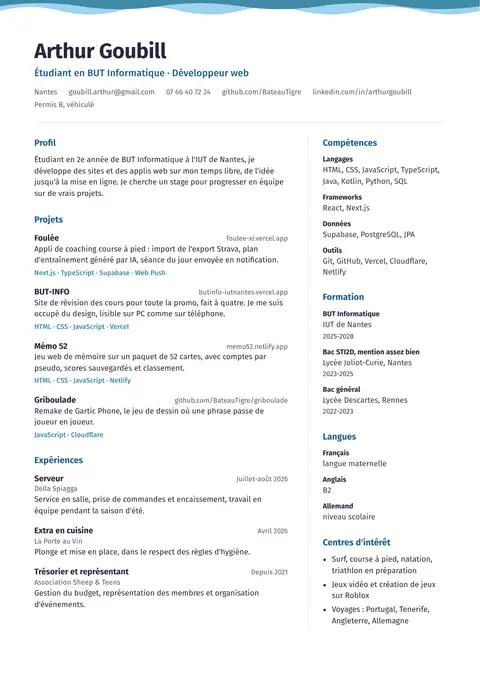 Arthur Goubill
Étudiant en BUT Informatique · Développeur web
Nantes goubill.arthur@gmail.com 07 66 40 72 24 github.com/BateauTigre linkedin.com/in/arthurgoubill
Permis B, véhiculé
Profil
Étudiant en 2e année de BUT Informatique à l'IUT de Nantes, je
développe des sites et des applis web sur mon temps libre, de l'idée
jusqu'à la mise en ligne. Je cherche un stage pour progresser en équipe
sur de vrais projets.
Projets
Foulée foulee-xi.vercel.app
Appli de coaching course à pied : import de l'export Strava, plan
d'entraînement généré par IA, séance du jour envoyée en notification.
Next.js · TypeScript · Supabase · Web Push
BUT-INFO butinfo-iutnantes.vercel.app
Site de révision des cours pour toute la promo, fait à quatre. Je me suis
occupé du design, lisible sur PC comme sur téléphone.
HTML · CSS · JavaScript · Vercel
Mémo 52 memo52.netlify.app
Jeu web de mémoire sur un paquet de 52 cartes, avec comptes par
pseudo, scores sauvegardés et classement.
HTML · CSS · JavaScript · Netlify
Griboulade github.com/BateauTigre/griboulade
Remake de Gartic Phone, le jeu de dessin où une phrase passe de
joueur en joueur.
JavaScript · Cloudflare
Expériences
Serveur Juillet-août 2026
Della Spiagga
Service en salle, prise de commandes et encaissement, travail en
équipe pendant la saison d'été.
Extra en cuisine Avril 2026
La Porte au Vin
Plonge et mise en place, dans le respect des règles d'hygiène.
Trésorier et représentant Depuis 2021
Association Sheep & Teens
Gestion du budget, représentation des membres et organisation
d'événements.
Compétences
Langages
HTML, CSS, JavaScript, TypeScript,
Java, Kotlin, Python, SQL
Frameworks
React, Next.js
Données
Supabase, PostgreSQL, JPA
Outils
Git, GitHub, Vercel, Cloudflare,
Netlify
Formation
BUT Informatique
IUT de Nantes
2025-2028
Bac STI2D, mention assez bien
Lycée Joliot-Curie, Nantes
2023-2025
Bac général
Lycée Descartes, Rennes
2022-2023
Langues
Français
langue maternelle
Anglais
B2
Allemand
niveau scolaire
Centres d'intérêt
• Surf, course à pied, natation,
triathlon en préparation
• Jeux vidéo et création de jeux
sur Roblox
• Voyages : Portugal, Tenerife,
Angleterre, Allemagne